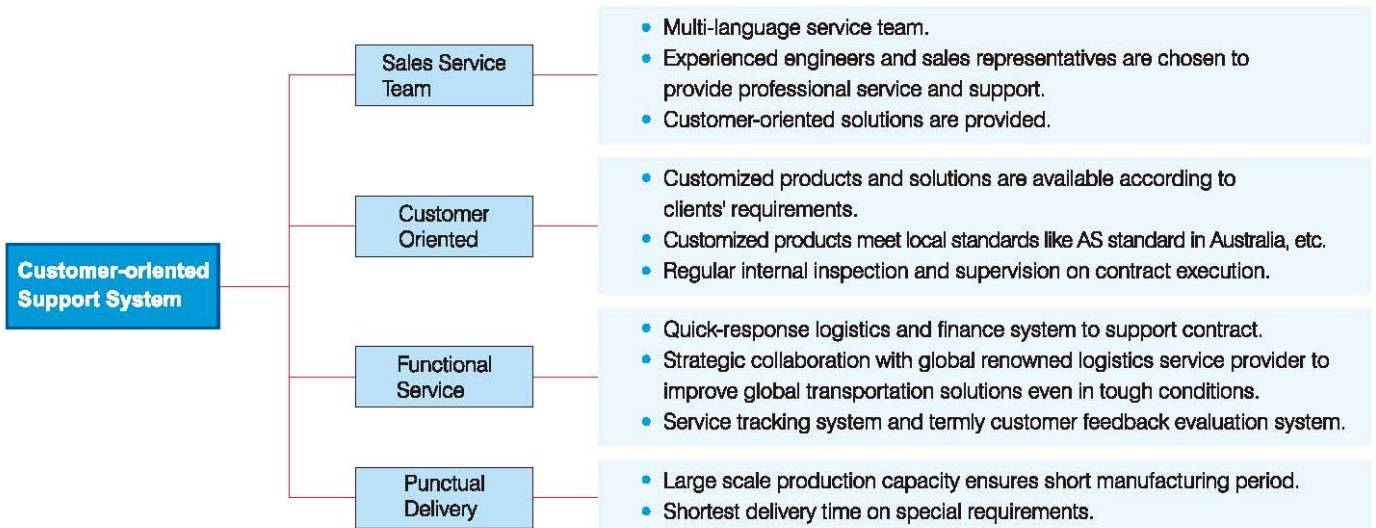 Customer-oriented
Support System
Sales Service
Team
• Multi-language service team.
• Experienced engineers and sales representatives are chosen to
provide professional service and support.
• Customer-oriented solutions are provided.
Customer
Oriented
• Customized products and solutions are available according to
clients' requirements.
• Customized products meet local standards like AS standard in Australia, etc.
• Regular internal inspection and supervision on contract execution.
Functional
Service
• Quick-response logistics and finance system to support contract.
• Strategic collaboration with global renowned logistics service provider to
improve global transportation solutions even in tough conditions.
• Service tracking system and termly customer feedback evaluation system.
Punctual
Delivery
• Large scale production capacity ensures short manufacturing period.
• Shortest delivery time on special requirements.